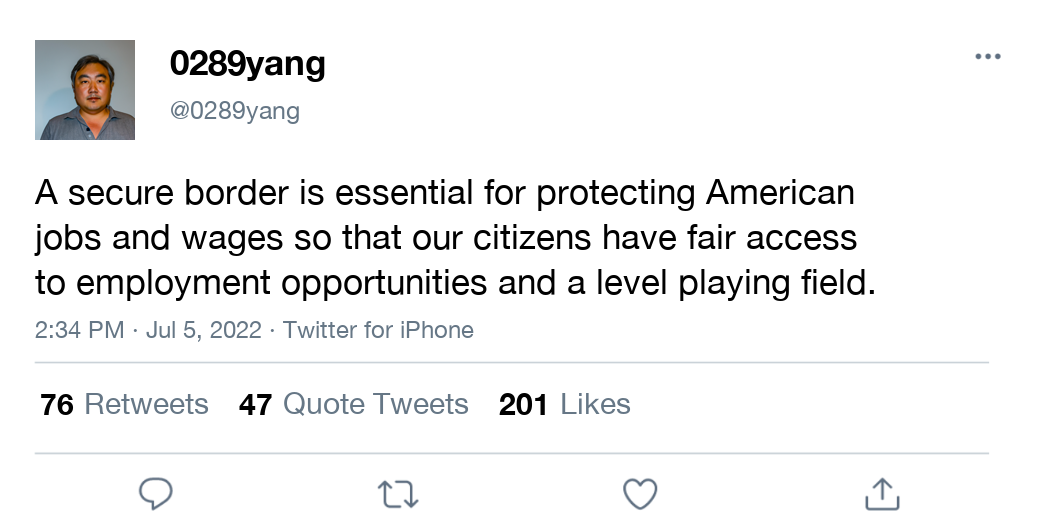 0289yang
@0289yang
A secure border is essential for protecting American
jobs and wages so that our citizens have fair access
to employment opportunities and a level playing field.
2:34 PM · Jul 5, 2022 · Twitter for iPhone
76 Retweets 47 Quote Tweets 201 Likes